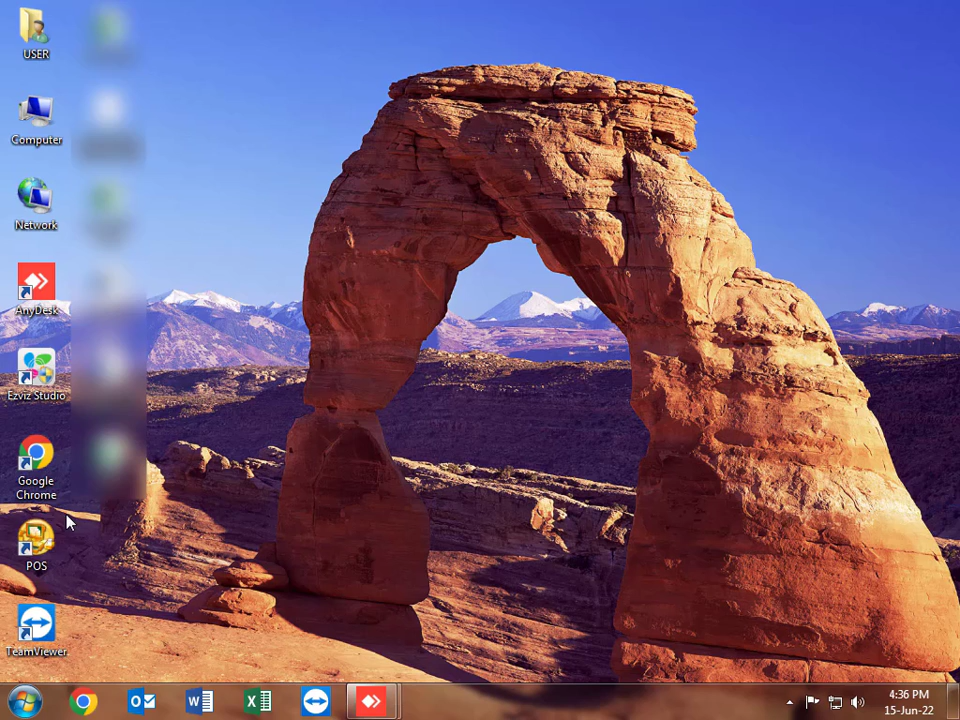 USER
Computer
Network
AnyDesk
Ezviz Studio
Google
Chrome
POS
TeamViewer
4:36 PM
15-Jun-22